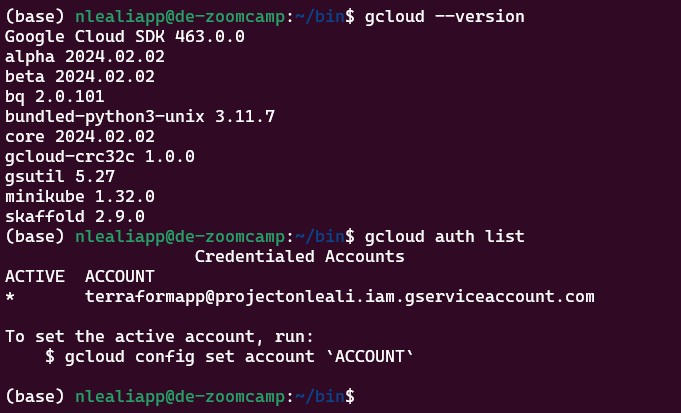 (base) nlealiapp@de-zoomcamp:~/bin$ gcloud --version
Google Cloud SDK 463.0.0
alpha 2024.02.02
beta 2024.02.02
bq 2.0.101
bundled-python3-unix 3.11.7
core 2024.02.02
gcloud-crc32c 1.0.0
gsutil 5.27
minikube 1.32.0
skaffold 2.9.0
(base) nlealiapp@de-zoomcamp:~/bin$ gcloud auth list
                   Credentialed Accounts
ACTIVE  ACCOUNT
*       terraformapp@projectonleali.iam.gserviceaccount.com

To set the active account, run:
    $ gcloud config set account `ACCOUNT`

(base) nlealiapp@de-zoomcamp:~/bin$